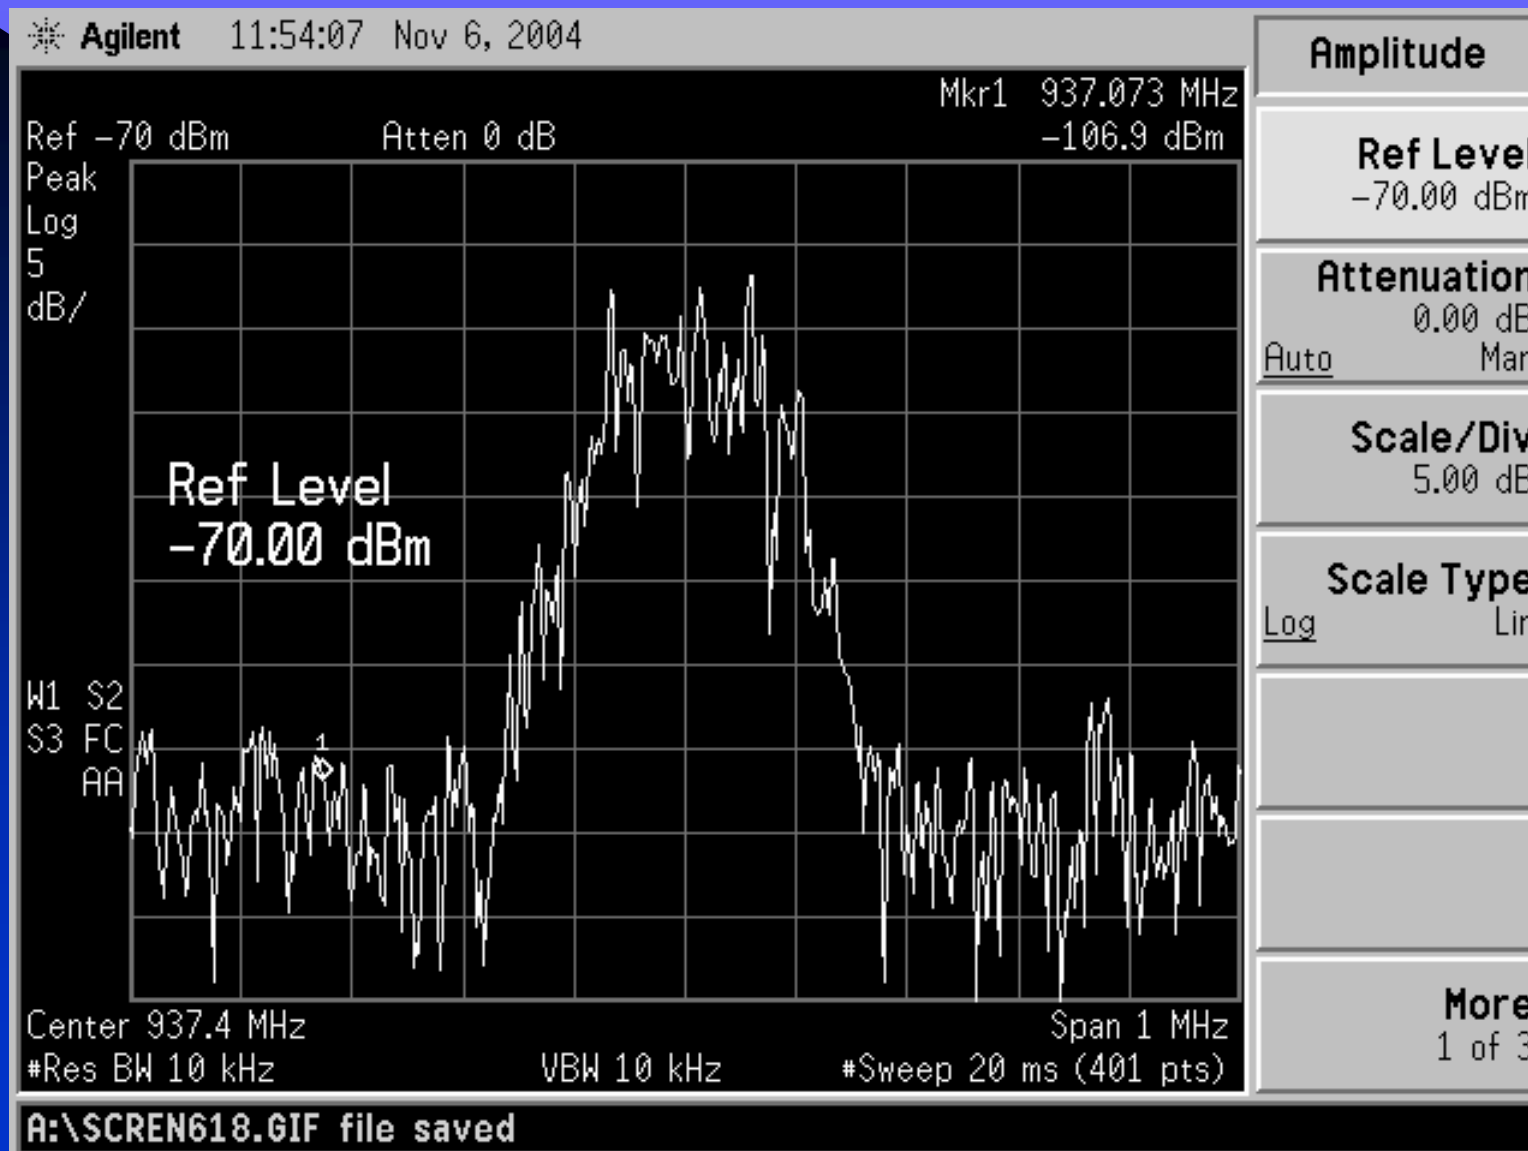 Agilent 11:54:07 Nov 6, 2004
Mkr1 937.073 MHz
Ref -70 dBm Atten 0 dB -106.9 dBm
Peak
Log
5
dB/
1
Ref Level
-70.00 dBm
W1 S2
S3 FC
AA
Center 937.4 MHz Span 1 MHz
#Res BW 10 kHz VBW 10 kHz #Sweep 20 ms (401 pts)
A:\SCREN618.GIF file saved
Amplitude
Ref Level
-70.00 dBm
Attenuation
0.00 dB
Auto Man
Scale/Div
5.00 dB
Scale Type
Log Lin
More
1 of 3